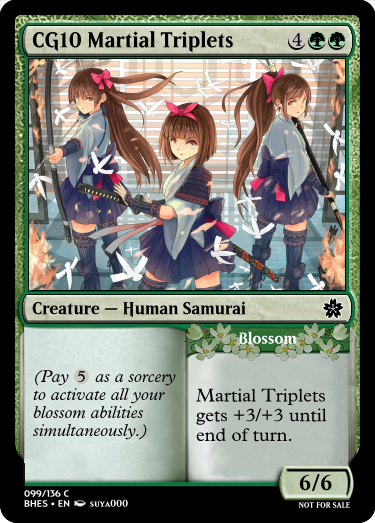 CG10 Martial Triplets 4
Creature — Human Samurai
Blossom
(Pay 5 as a sorcery
to activate all your
blossom abilities
simultaneously.)
Martial Triplets
gets +3/+3 until
end of turn.
6/6
099/136 C
BHES • EN SUYA000
NOT FOR SALE